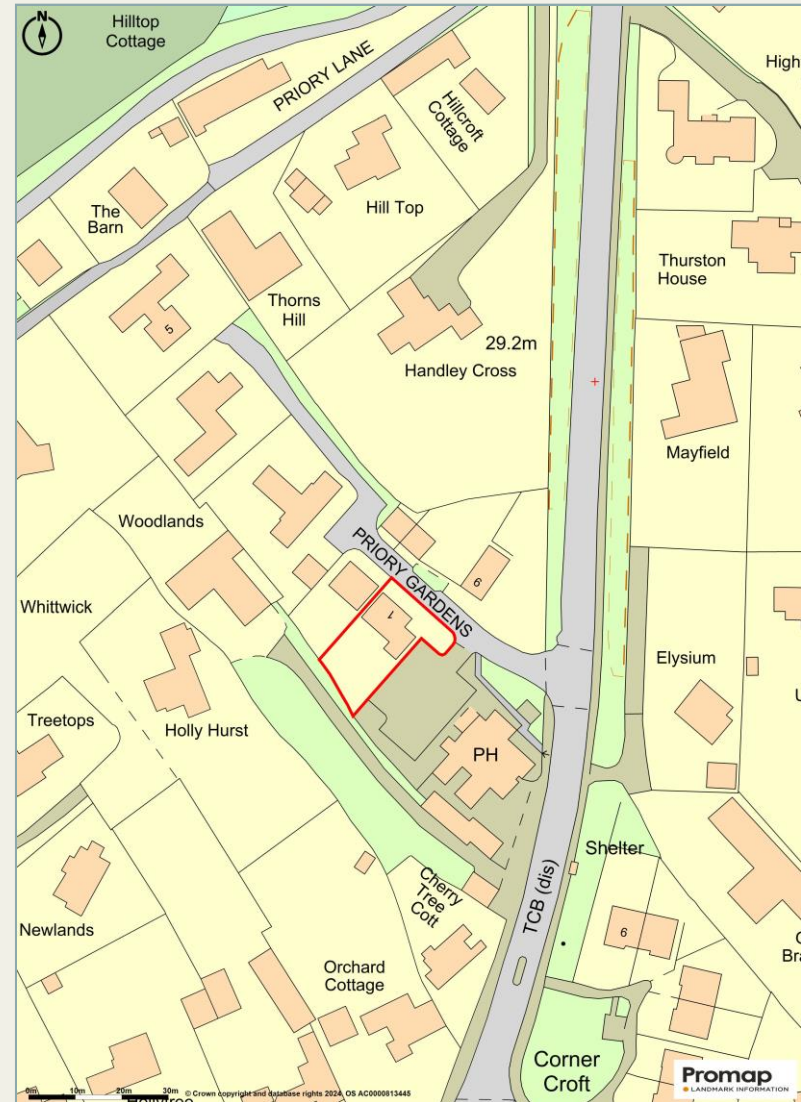 N
Hilltop
Cottage
PRIORY LANE
Hillcroft
Cottage
High
The
Barn
Hill Top
Thurston
House
Thorns
Hill
5
29.2m
Handley Cross
Mayfield
Woodlands
PRIORY GARDENS
6
1
Whittwick
Elysium
Treetops
Holly Hurst
PH
Shelter
Cherry
Tree
Cott
TCB (dis)
6
Newlands
Orchard
Cottage
Bra
Corner
Croft
0m 10m 20m 30m
© Crown copyright and database rights 2024. OS AC0000813445
Promap
LANDMARK INFORMATION